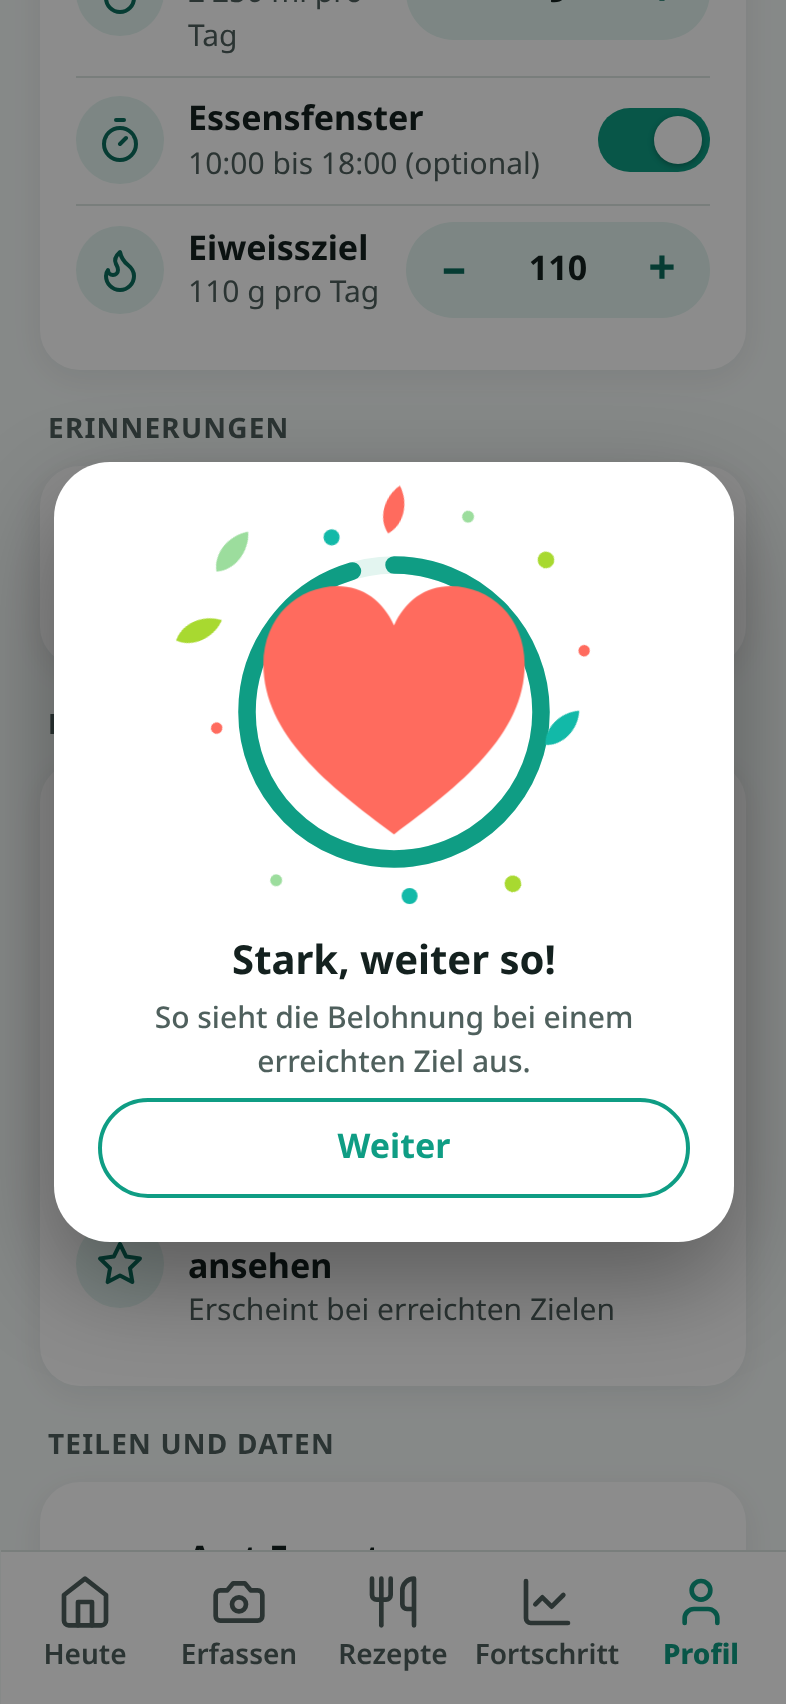 Tag
Essensfenster
10:00 bis 18:00 (optional)
Eiweissziel
110 g pro Tag
– 110 +
ERINNERUNGEN
Stark, weiter so!
So sieht die Belohnung bei einem
erreichten Ziel aus.
Weiter
ansehen
Erscheint bei erreichten Zielen
TEILEN UND DATEN
Heute
Erfassen
Rezepte
Fortschritt
Profil